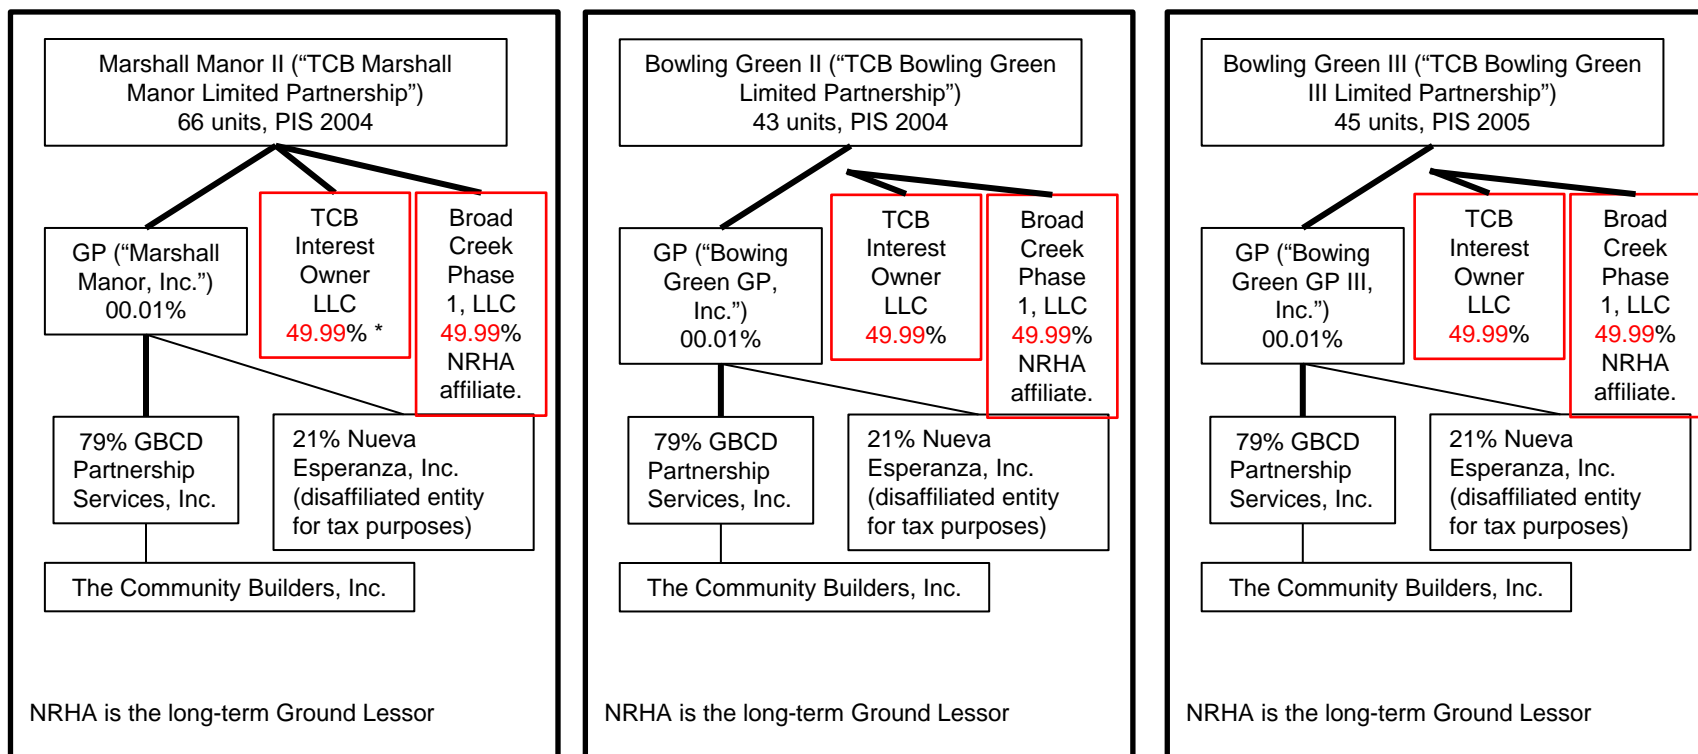 Marshall Manor II (“TCB Marshall
Manor Limited Partnership”)
66 units, PIS 2004
GP (“Marshall
Manor, Inc.”)
00.01%
TCB
Interest
Owner
LLC
49.99% *
Broad
Creek
Phase
1, LLC
49.99%
NRHA
affiliate.
79% GBCD
Partnership
Services, Inc.
21% Nueva
Esperanza, Inc.
(disaffiliated entity
for tax purposes)
The Community Builders, Inc.
NRHA is the long-term Ground Lessor
Bowling Green II (“TCB Bowling Green
Limited Partnership”)
43 units, PIS 2004
GP (“Bowing
Green GP,
Inc.”)
00.01%
TCB
Interest
Owner
LLC
49.99%
Broad
Creek
Phase
1, LLC
49.99%
NRHA
affiliate.
79% GBCD
Partnership
Services, Inc.
21% Nueva
Esperanza, Inc.
(disaffiliated entity
for tax purposes)
The Community Builders, Inc.
NRHA is the long-term Ground Lessor
Bowling Green III (“TCB Bowling Green
III Limited Partnership”)
45 units, PIS 2005
GP (“Bowing
Green GP III,
Inc.”)
00.01%
TCB
Interest
Owner
LLC
49.99%
Broad
Creek
Phase
1, LLC
49.99%
NRHA
affiliate.
79% GBCD
Partnership
Services, Inc.
21% Nueva
Esperanza, Inc.
(disaffiliated entity
for tax purposes)
The Community Builders, Inc.
NRHA is the long-term Ground Lessor